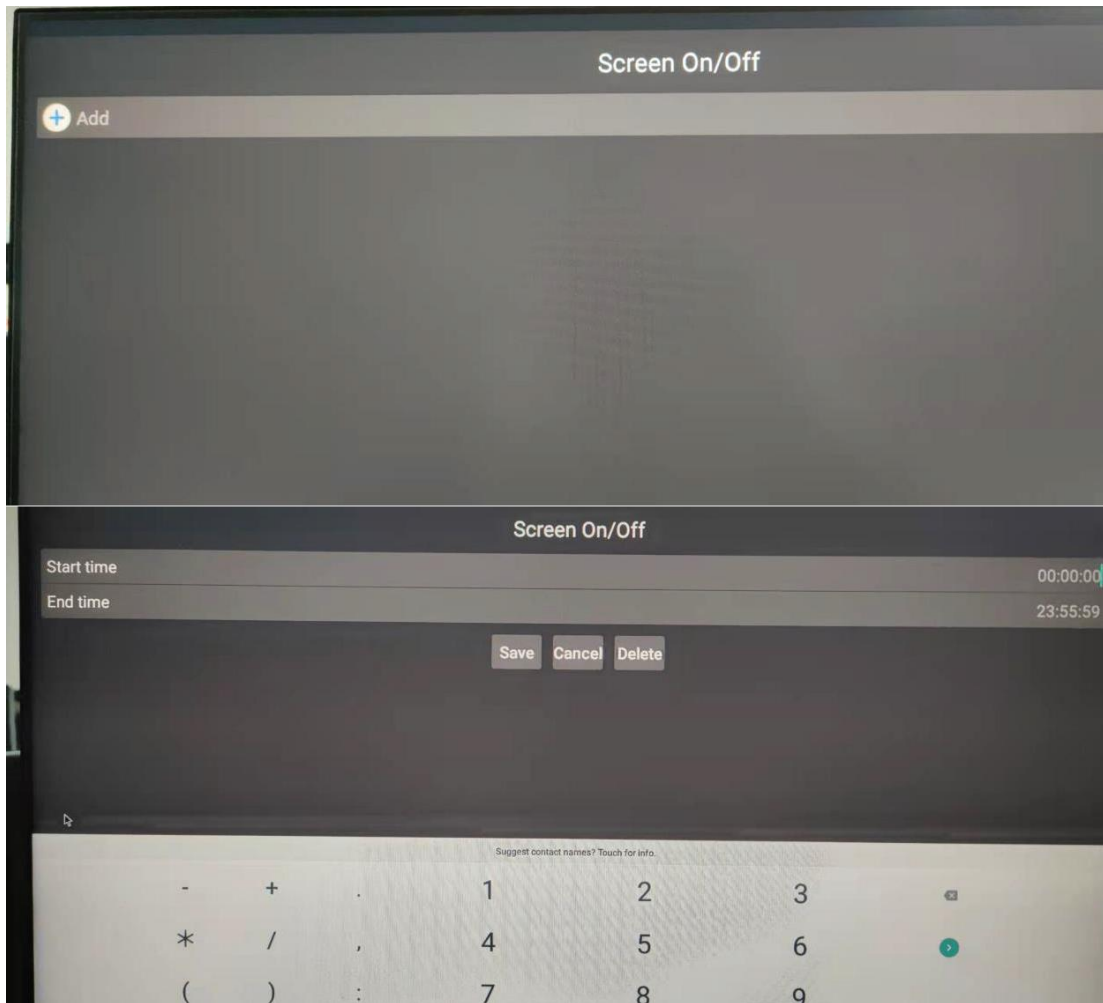 Screen On/Off
+ Add
Screen On/Off
Start time 00:00:00
End time 23:55:59
Save Cancel Delete
Suggest contact names? Touch for info.
- + . 1 2 3
* / , 4 5 6
( ) : 7 8 9